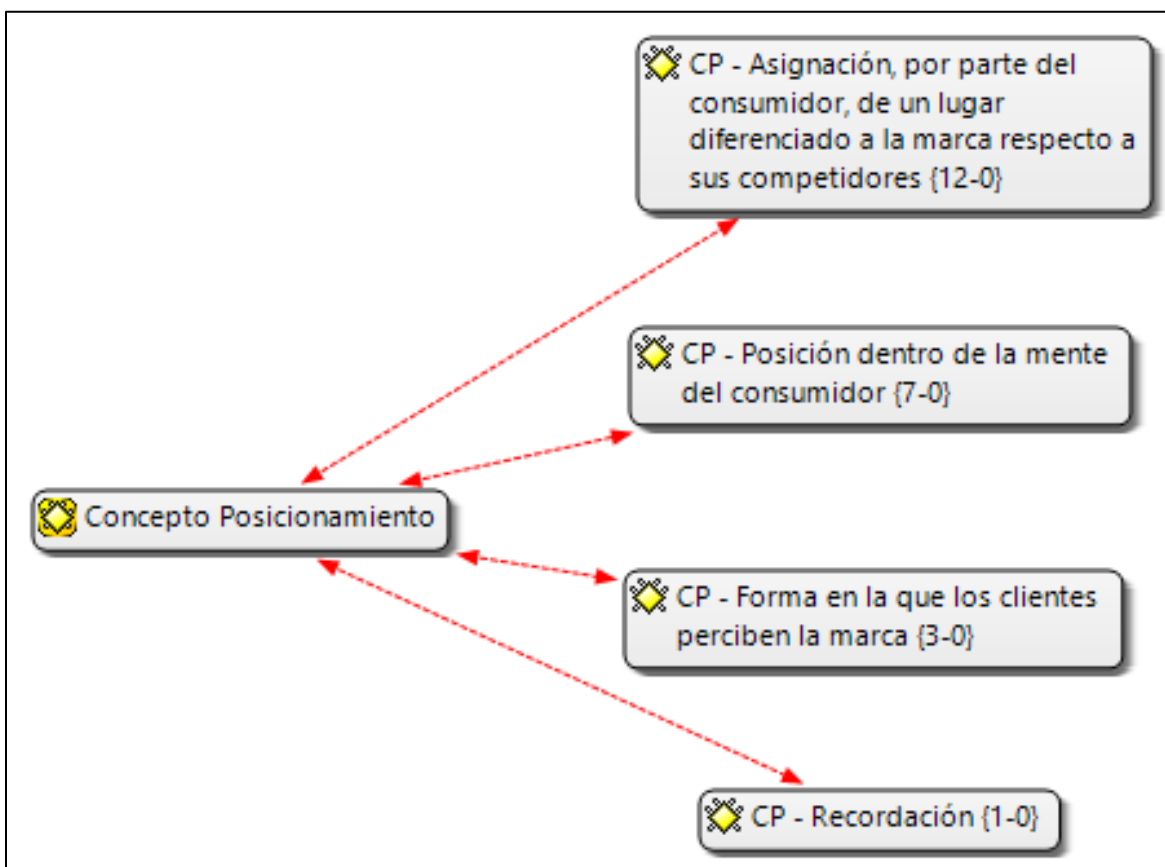 CP - Asignación, por parte del
consumidor, de un lugar
diferenciado a la marca respecto a
sus competidores {12-0}
CP - Posición dentro de la mente
del consumidor {7-0}
Concepto Posicionamiento
CP - Forma en la que los clientes
perciben la marca {3-0}
CP - Recordación {1-0}